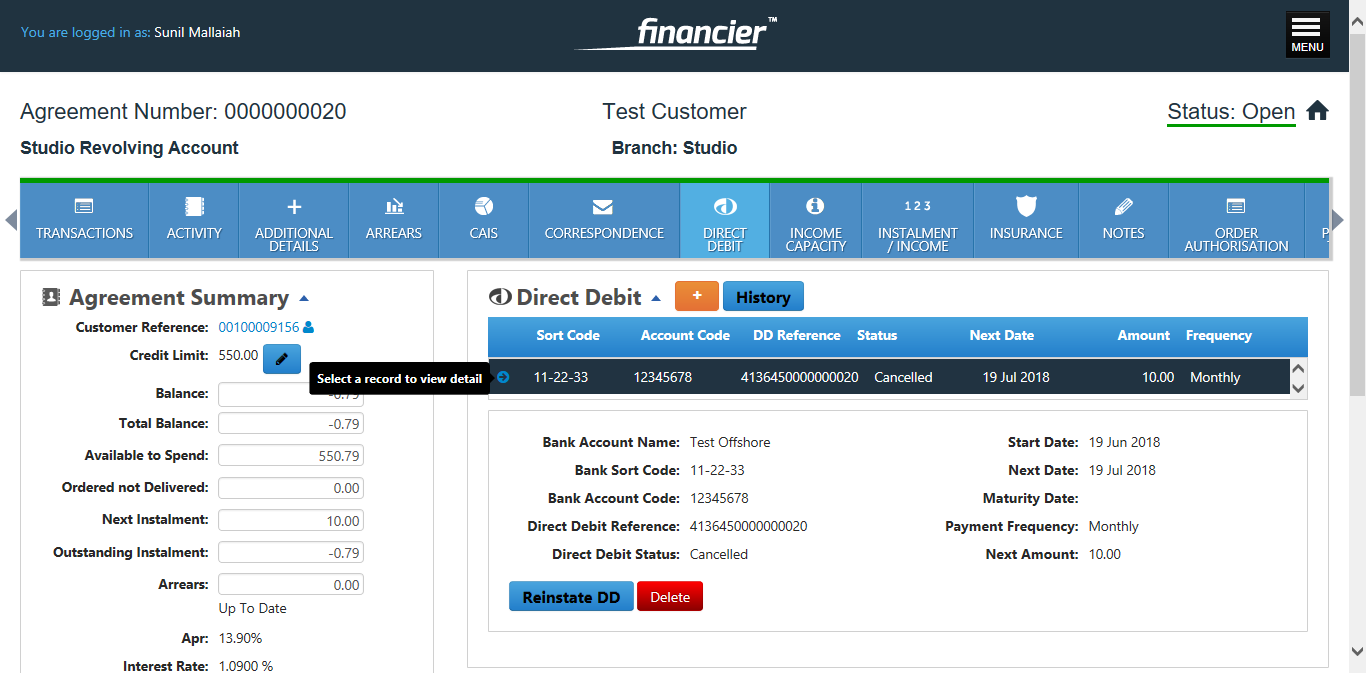 You are logged in as: Sunil Mallaiah
financier™
MENU
Agreement Number: 0000000020
Test Customer
Status: Open
Studio Revolving Account
Branch: Studio
TRANSACTIONS
ACTIVITY
ADDITIONAL
DETAILS
ARREARS
CAIS
CORRESPONDENCE
DIRECT
DEBIT
INCOME
CAPACITY
1 2 3
INSTALMENT
/ INCOME
INSURANCE
NOTES
ORDER
AUTHORISATION
Agreement Summary
Customer Reference: 00100009156
Credit Limit: 550.00
Select a record to view detail
Balance: -0.79
Total Balance: -0.79
Available to Spend: 550.79
Ordered not Delivered: 0.00
Next Instalment: 10.00
Outstanding Instalment: -0.79
Arrears: 0.00
Up To Date
Apr: 13.90%
Interest Rate: 1.0900 %
Direct Debit + History
Sort Code Account Code DD Reference Status Next Date Amount Frequency
11-22-33 12345678 4136450000000020 Cancelled 19 Jul 2018 10.00 Monthly
Bank Account Name: Test Offshore
Start Date: 19 Jun 2018
Bank Sort Code: 11-22-33
Next Date: 19 Jul 2018
Bank Account Code: 12345678
Maturity Date:
Direct Debit Reference: 4136450000000020
Payment Frequency: Monthly
Direct Debit Status: Cancelled
Next Amount: 10.00
Reinstate DD Delete